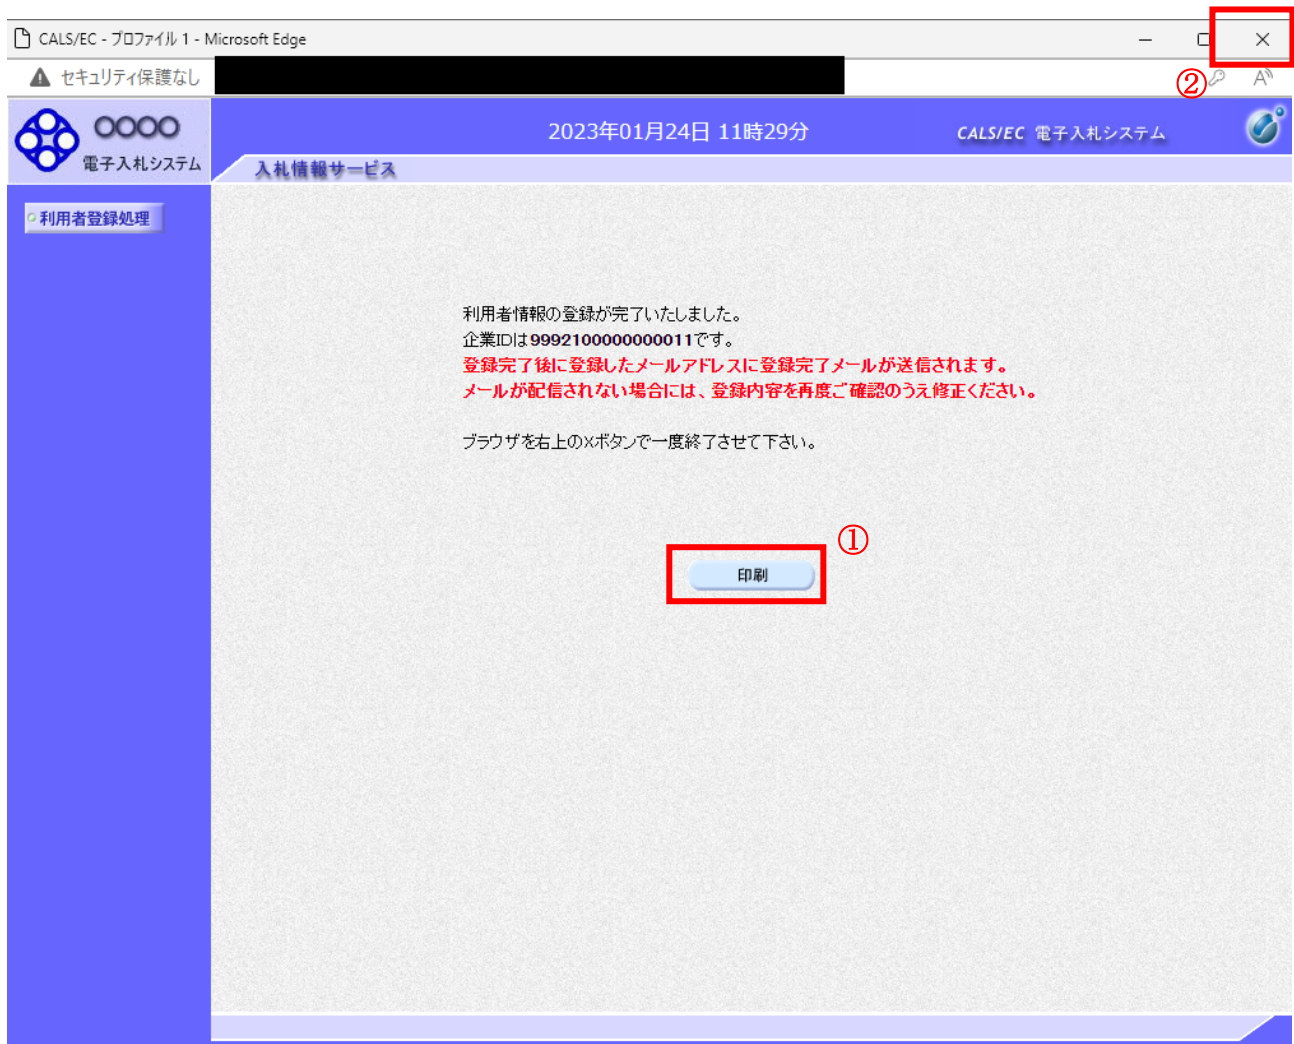 CALS/EC - プロファイル 1 - Microsoft Edge
②
セキュリティ保護なし
〇〇〇〇
電子入札システム
2023年01月24日 11時29分
CALS/EC 電子入札システム
入札情報サービス
利用者登録処理
利用者情報の登録が完了いたしました。
企業IDは9992100000000011です。
登録完了後に登録したメールアドレスに登録完了メールが送信されます。
メールが配信されない場合には、登録内容を再度ご確認のうえ修正ください。
ブラウザを右上の×ボタンで一度終了させて下さい。
①
印刷